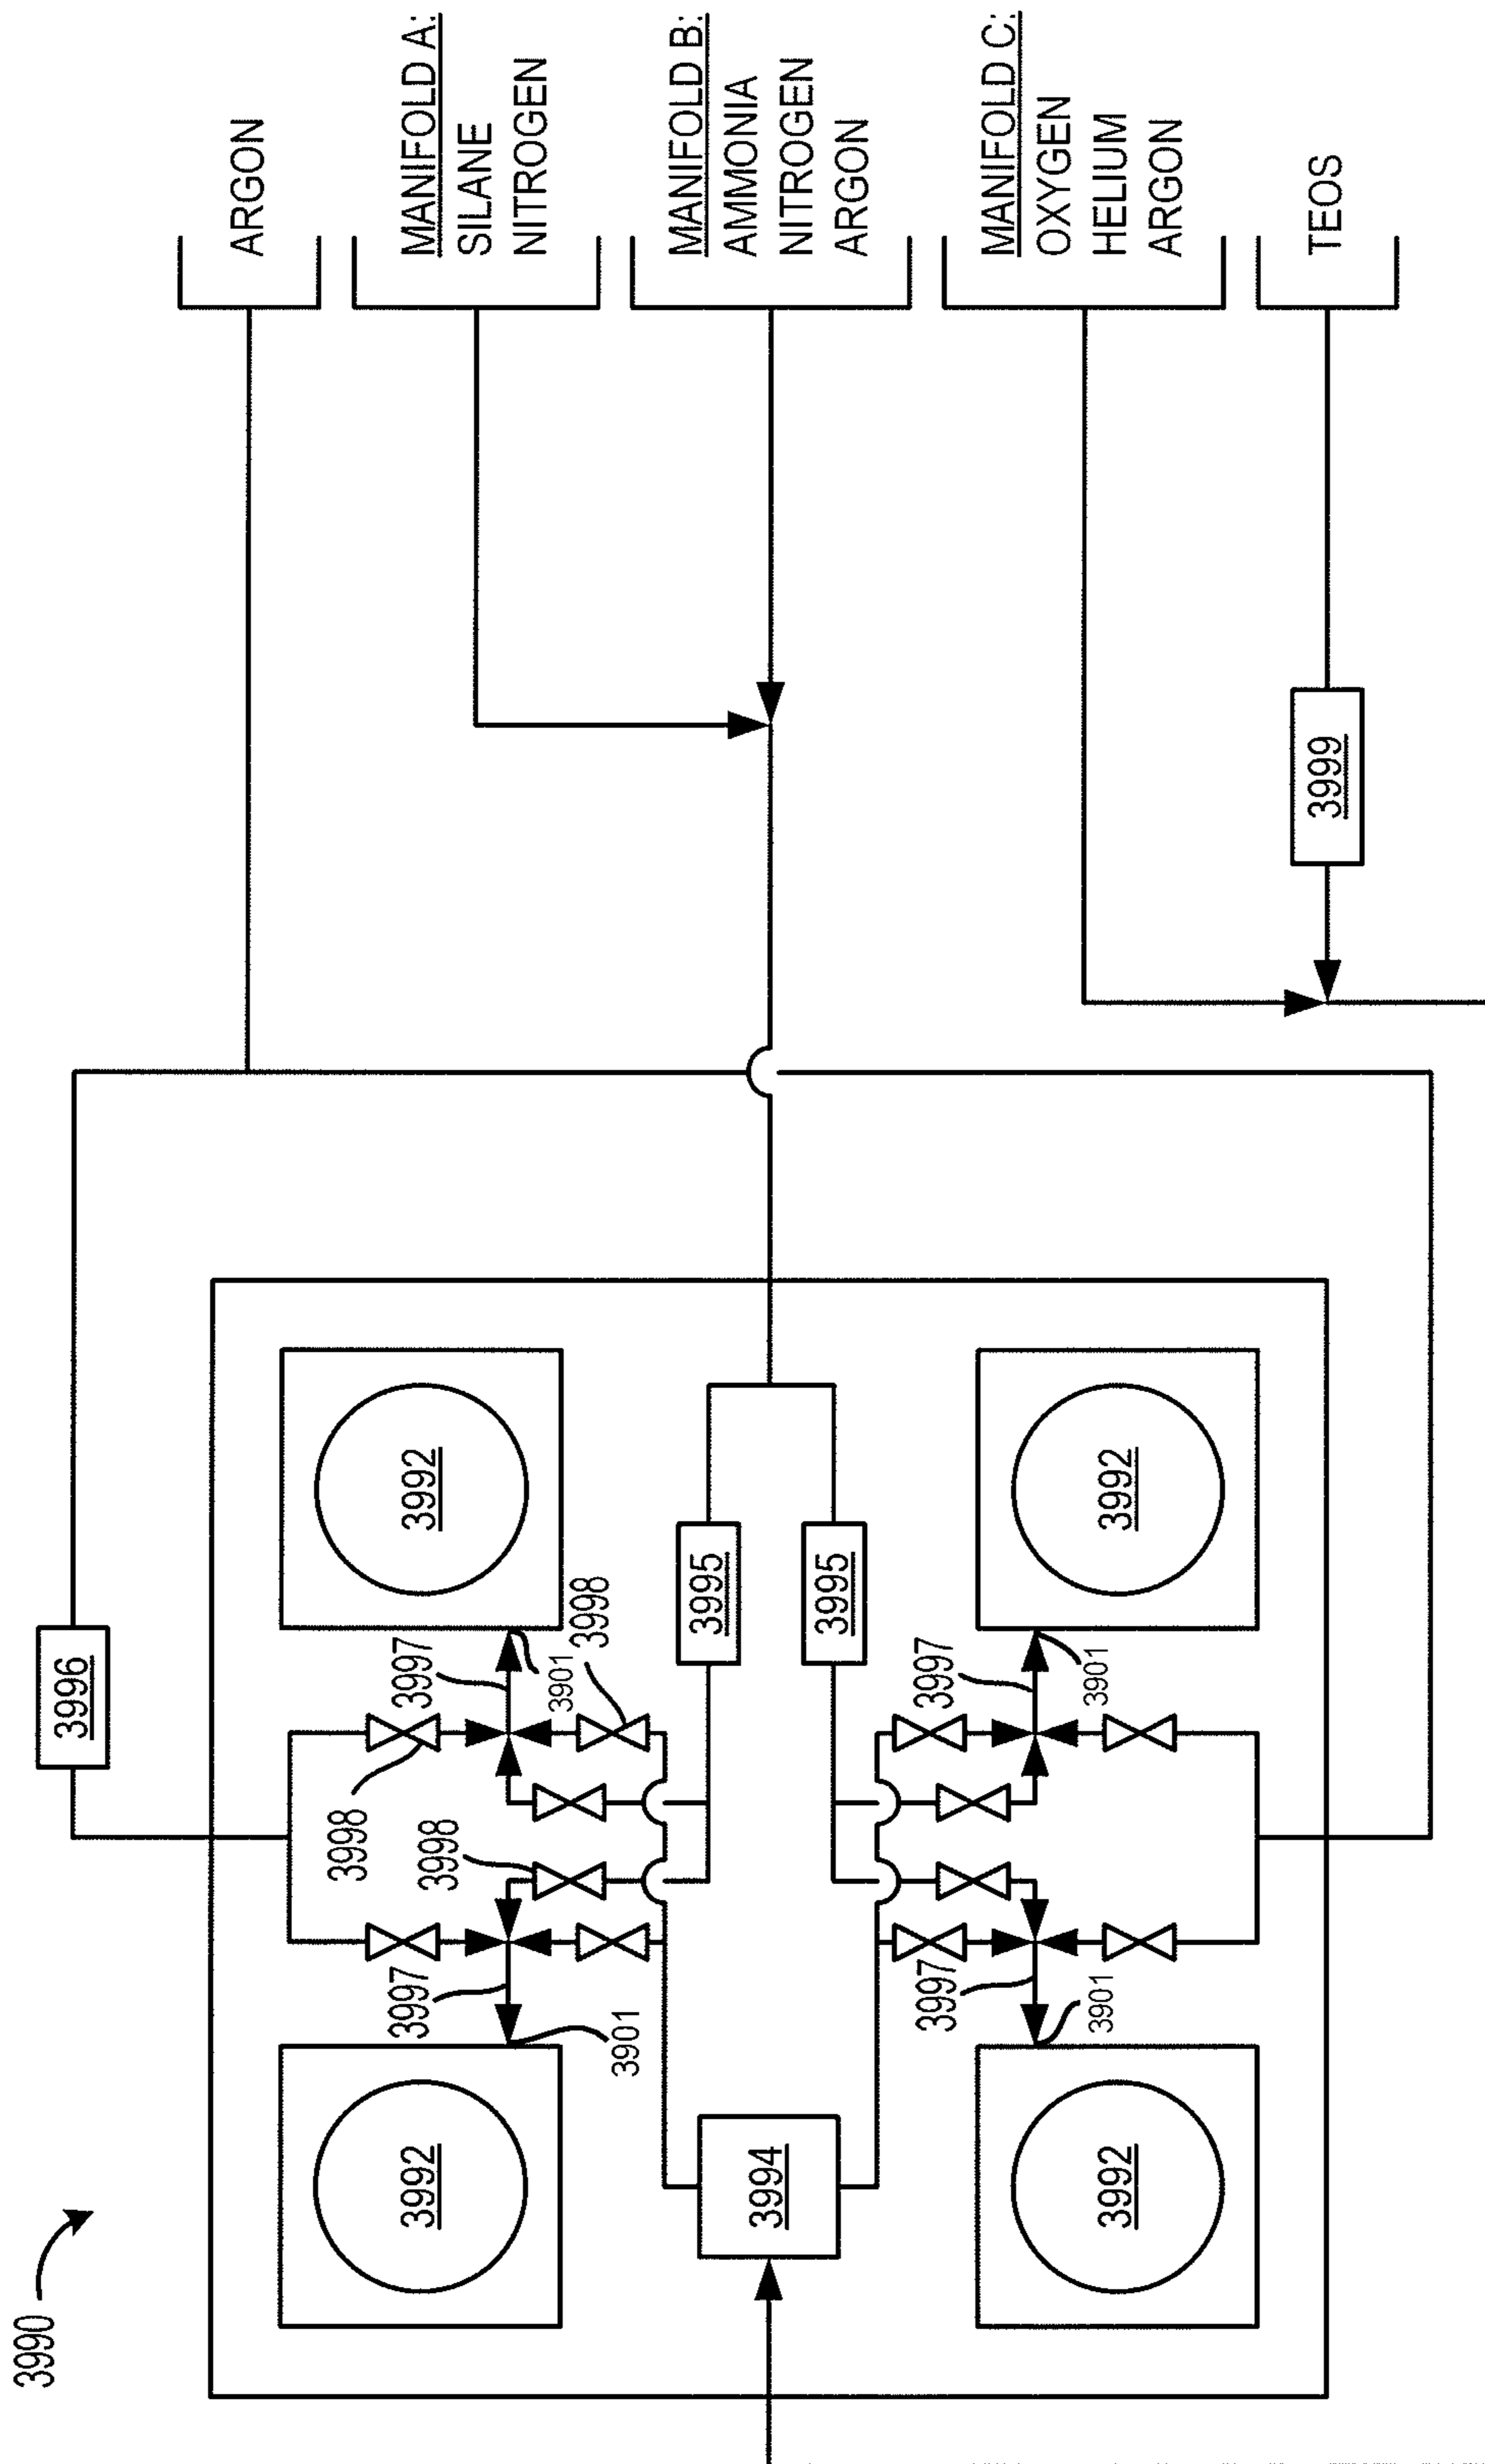 3990
3996
ARGON
3998
3992
3997
3998
3997
3992
MANIFOLD A:
SILANE
NITROGEN
3901
3901
3998
3994
3995
3995
MANIFOLD B:
AMMONIA
NITROGEN
ARGON
3997
3997
3992
3901
3901
3992
MANIFOLD C:
OXYGEN
HELIUM
ARGON
3999
TEOS